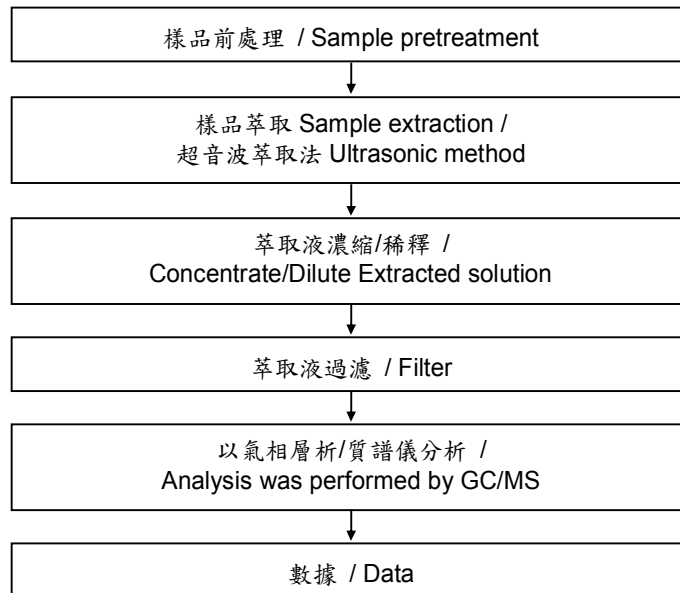 樣品前處理 / Sample pretreatment
樣品萃取 Sample extraction /
超音波萃取法 Ultrasonic method
萃取液濃縮/稀釋 /
Concentrate/Dilute Extracted solution
萃取液過濾 / Filter
以氣相層析/質譜儀分析 /
Analysis was performed by GC/MS
數據 / Data